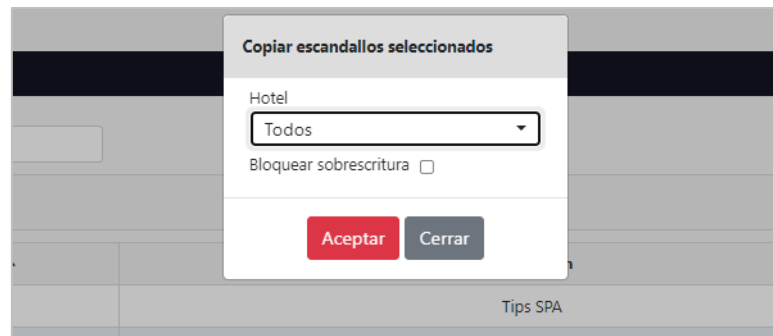 Copiar escandallos seleccionados
Hotel
Todos
Bloquear sobrescritura
Aceptar Cerrar
Tips SPA